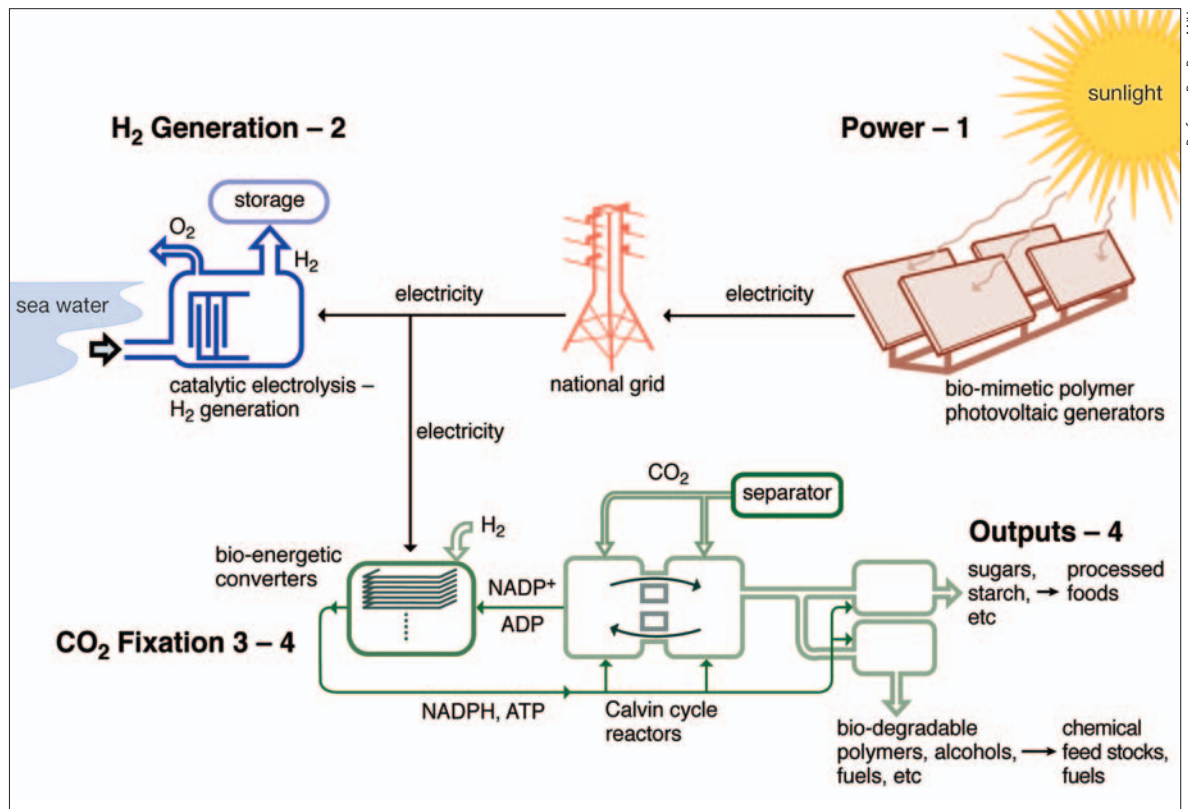 sunlight
H₂ Generation – 2
Power – 1
storage
O₂
H₂
sea water
electricity
electricity
catalytic electrolysis –
H₂ generation
national grid
bio-mimetic polymer
photovoltaic generators
electricity
CO₂
separator
H₂
bio-energetic
converters
NADP⁺
ADP
Outputs – 4
sugars,
starch,
etc
processed
foods
CO₂ Fixation 3 – 4
NADPH, ATP
Calvin cycle
reactors
bio-degradable
polymers, alcohols,
fuels, etc
chemical
feed stocks,
fuels